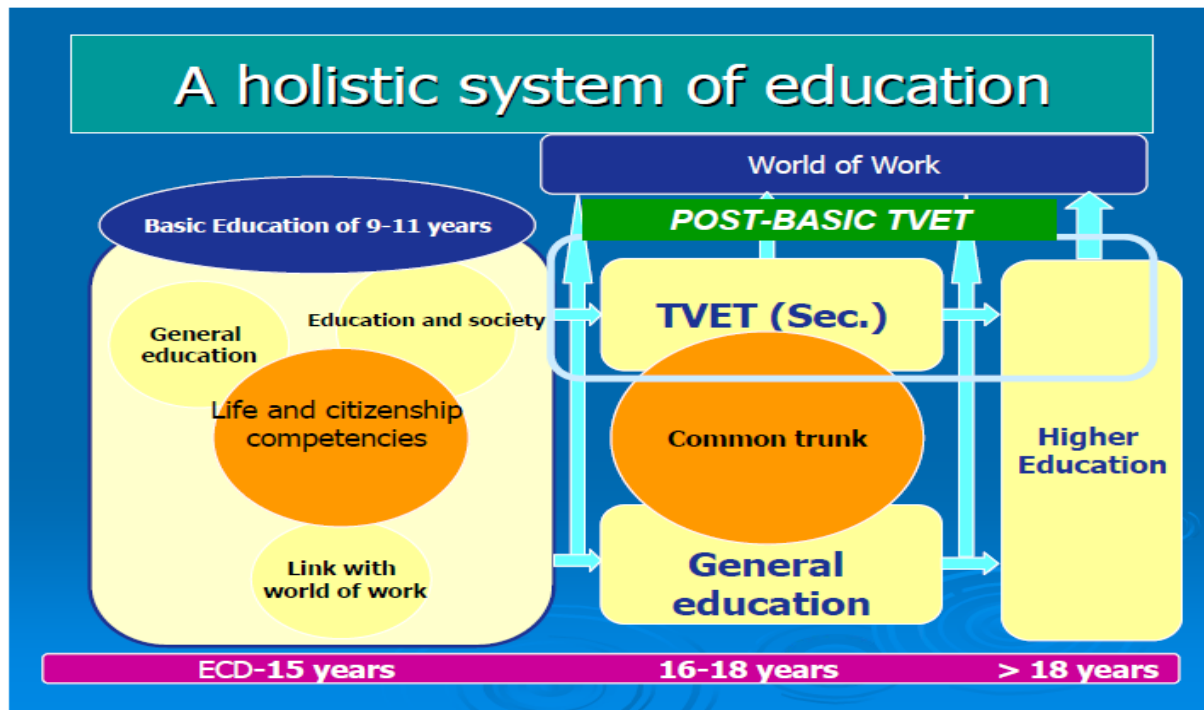 A holistic system of education
World of Work
Basic Education of 9-11 years
POST-BASIC TVET
General
education
Education and society
Life and citizenship
competencies
Link with
world of work
TVET (Sec.)
Common trunk
General
education
Higher
Education
ECD-15 years
16-18 years
> 18 years